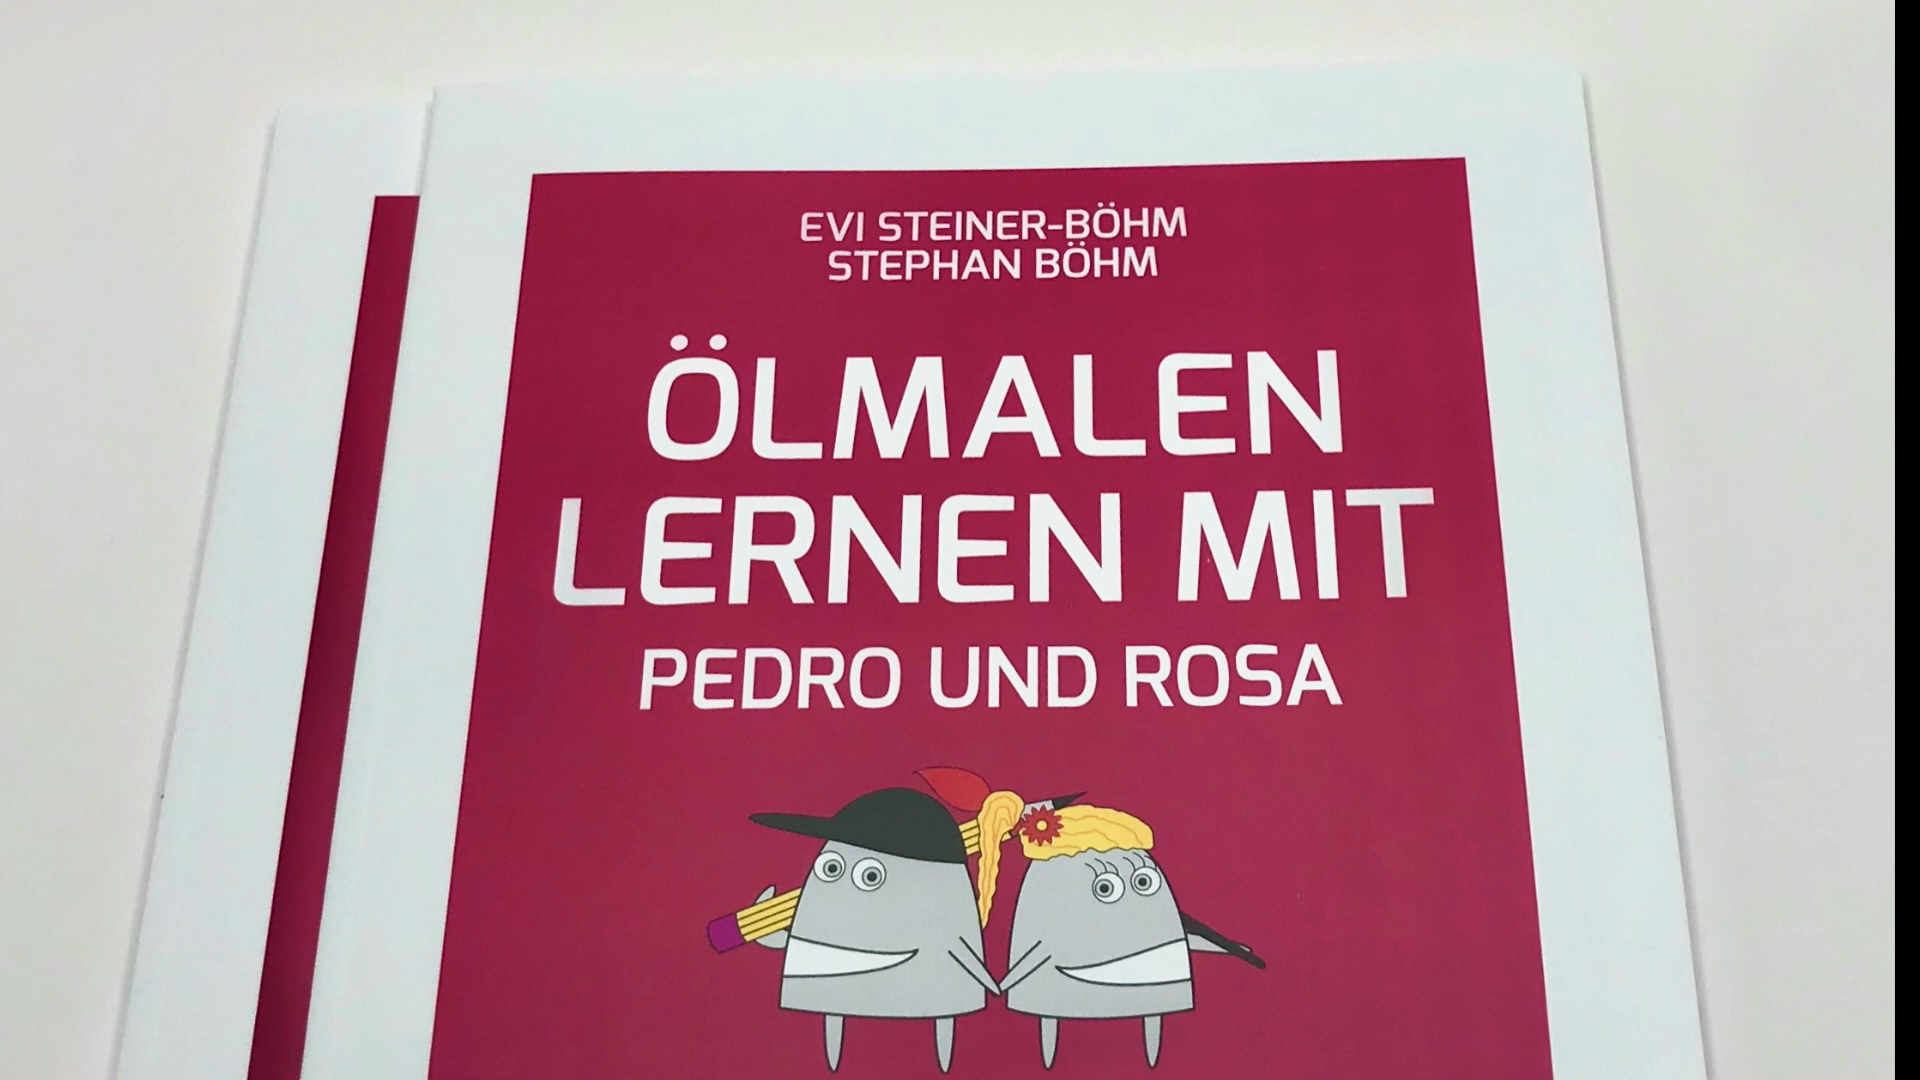 EVI STEINER-BÖHM
STEPHAN BÖHM
ÖLMALEN
LERNEN MIT
PEDRO UND ROSA